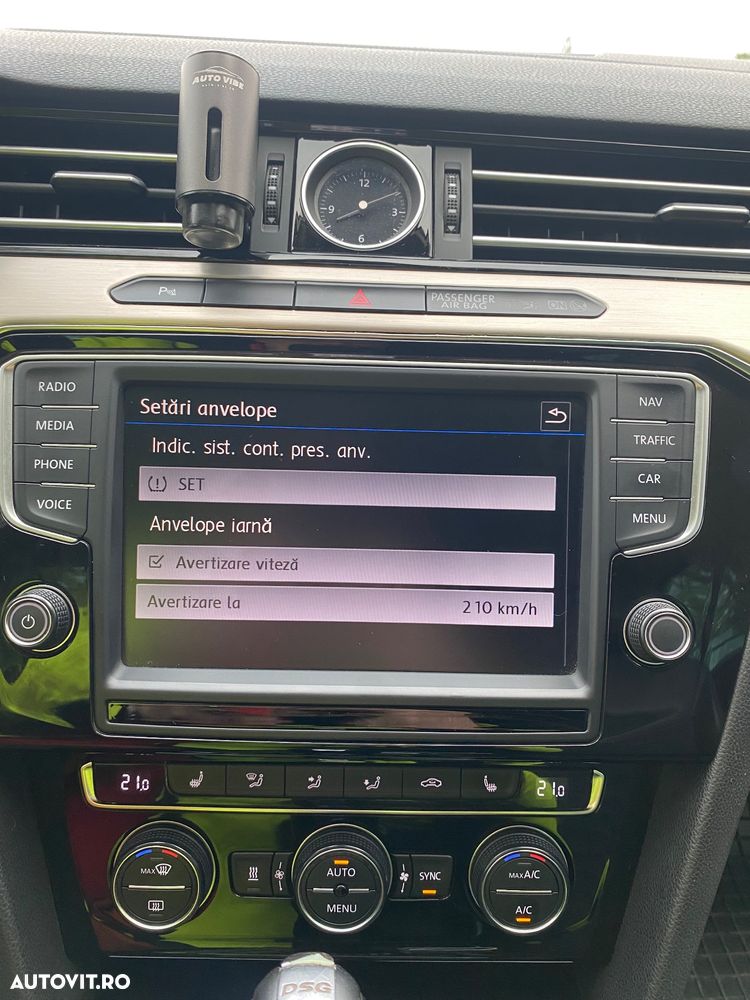 AUTO VIBE
12
9 3
6
PASSENGER
AIR BAG
ON
RADIO
MEDIA
PHONE
VOICE
Setări anvelope
Indic. sist. cont. pres. anv.
(!) SET
Anvelope iarnă
Avertizare viteză
Avertizare la 210 km/h
NAV
TRAFFIC
CAR
MENU
21.0
21.0
MAX
AUTO
MENU
SYNC
MAX A/C
A/C
DSG
AUTOVIT.RO